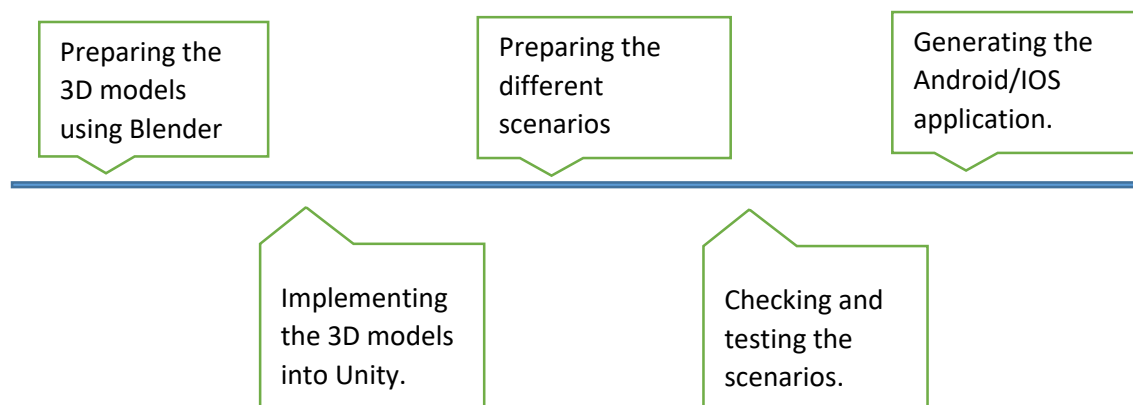 Preparing the
3D models
using Blender
Implementing
the 3D models
into Unity.
Preparing the
different
scenarios
Checking and
testing the
scenarios.
Generating the
Android/IOS
application.